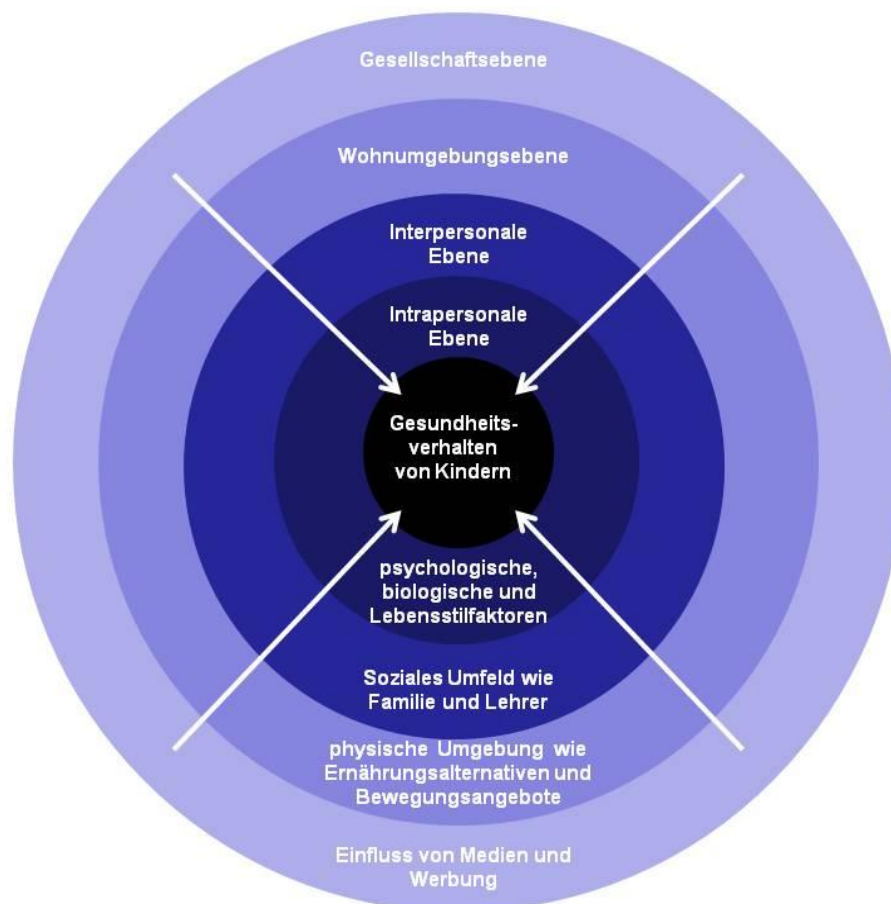 Gesellschaftsebene
Wohnumgebungsebene
Interpersonale
Ebene
Intrapersonale
Ebene
Gesundheits-
verhalten
von Kindern
psychologische,
biologische und
Lebensstilfaktoren
Soziales Umfeld wie
Familie und Lehrer
physische Umgebung wie
Ernährungsalternativen und
Bewegungsangebote
Einfluss von Medien und
Werbung